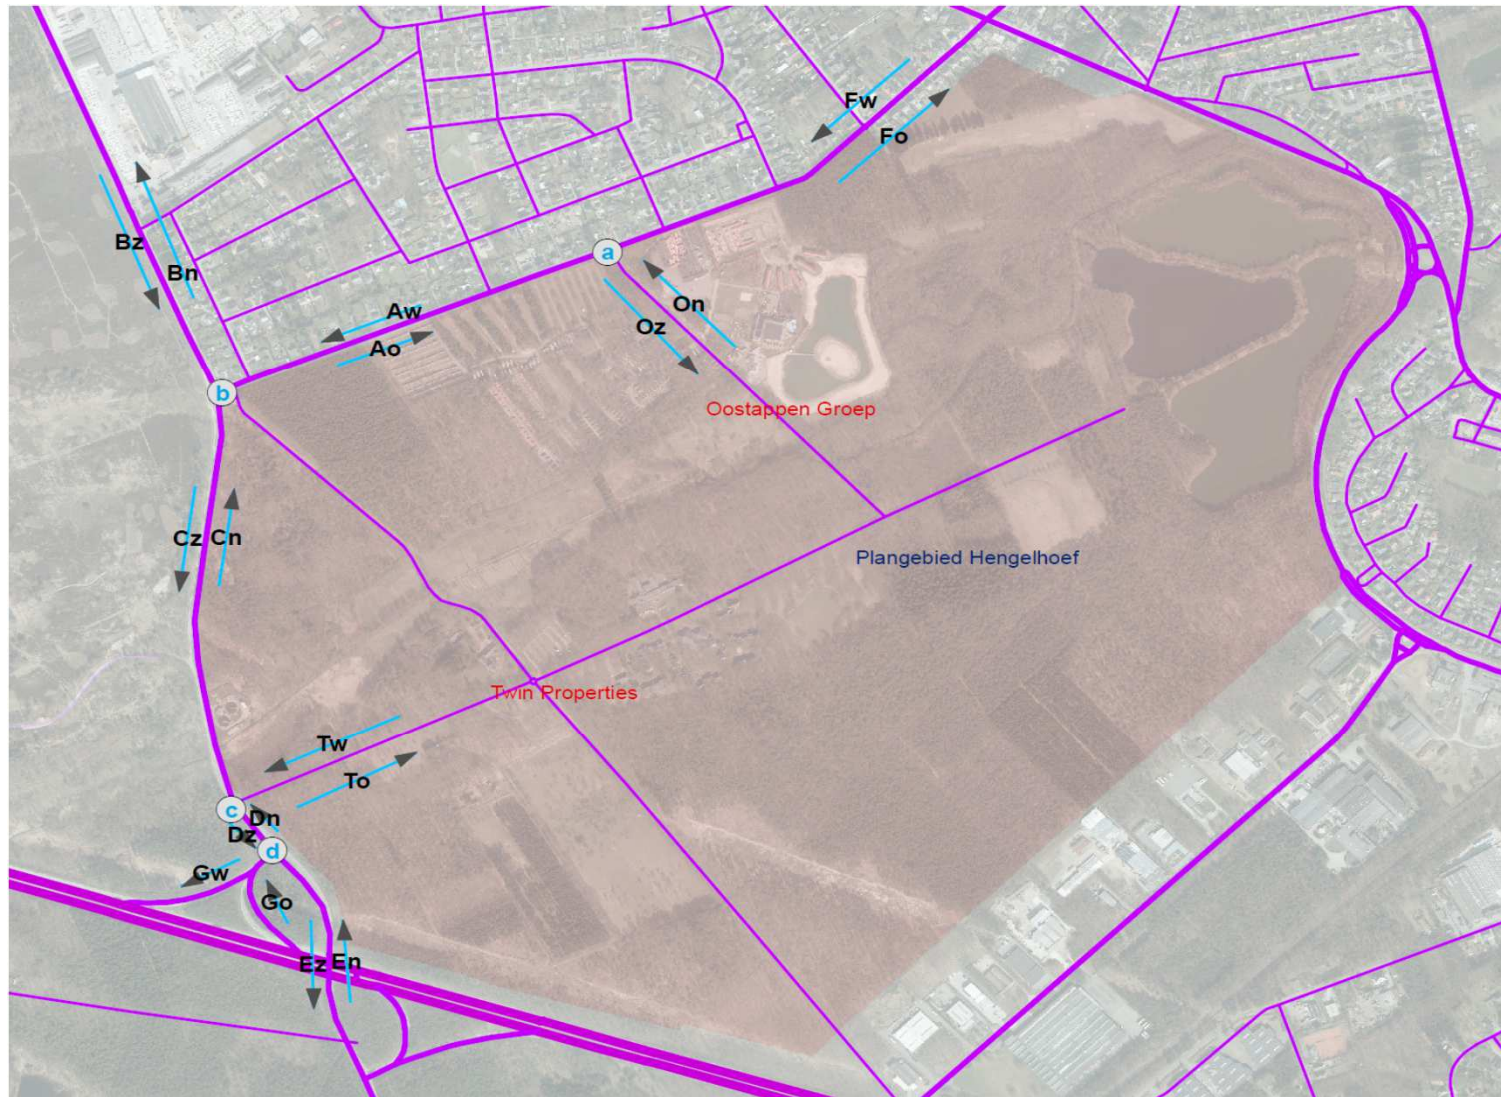 Fw
Fo
Bz
Bn
a
On
Oz
Aw
Ao
b
Oostappen Groep
Cz
Cn
Plangebied Hengelhoef
Twin Properties
Tw
To
c
Dn
Dz
d
Gw
Go
Ez
En